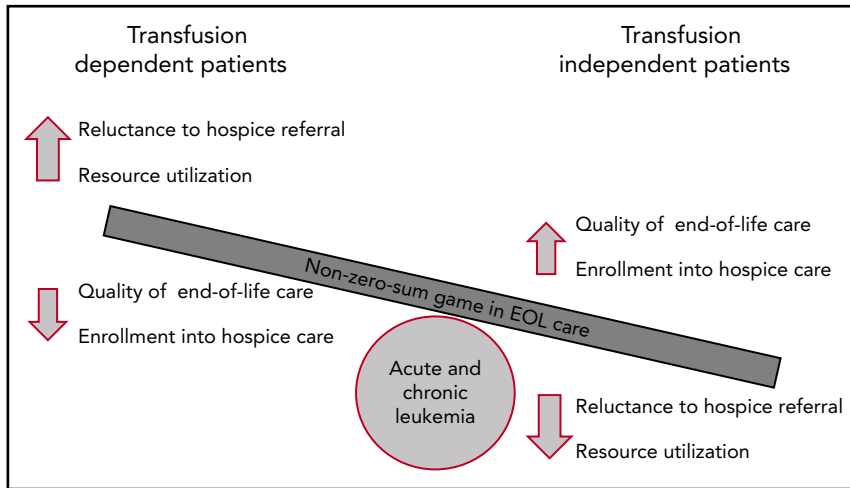 Transfusion
dependent patients
Reluctance to hospice referral
Resource utilization
Quality of end-of-life care
Enrollment into hospice care
Transfusion
independent patients
Quality of end-of-life care
Enrollment into hospice care
Reluctance to hospice referral
Resource utilization
Non-zero-sum game in EOL care
Acute and
chronic
leukemia